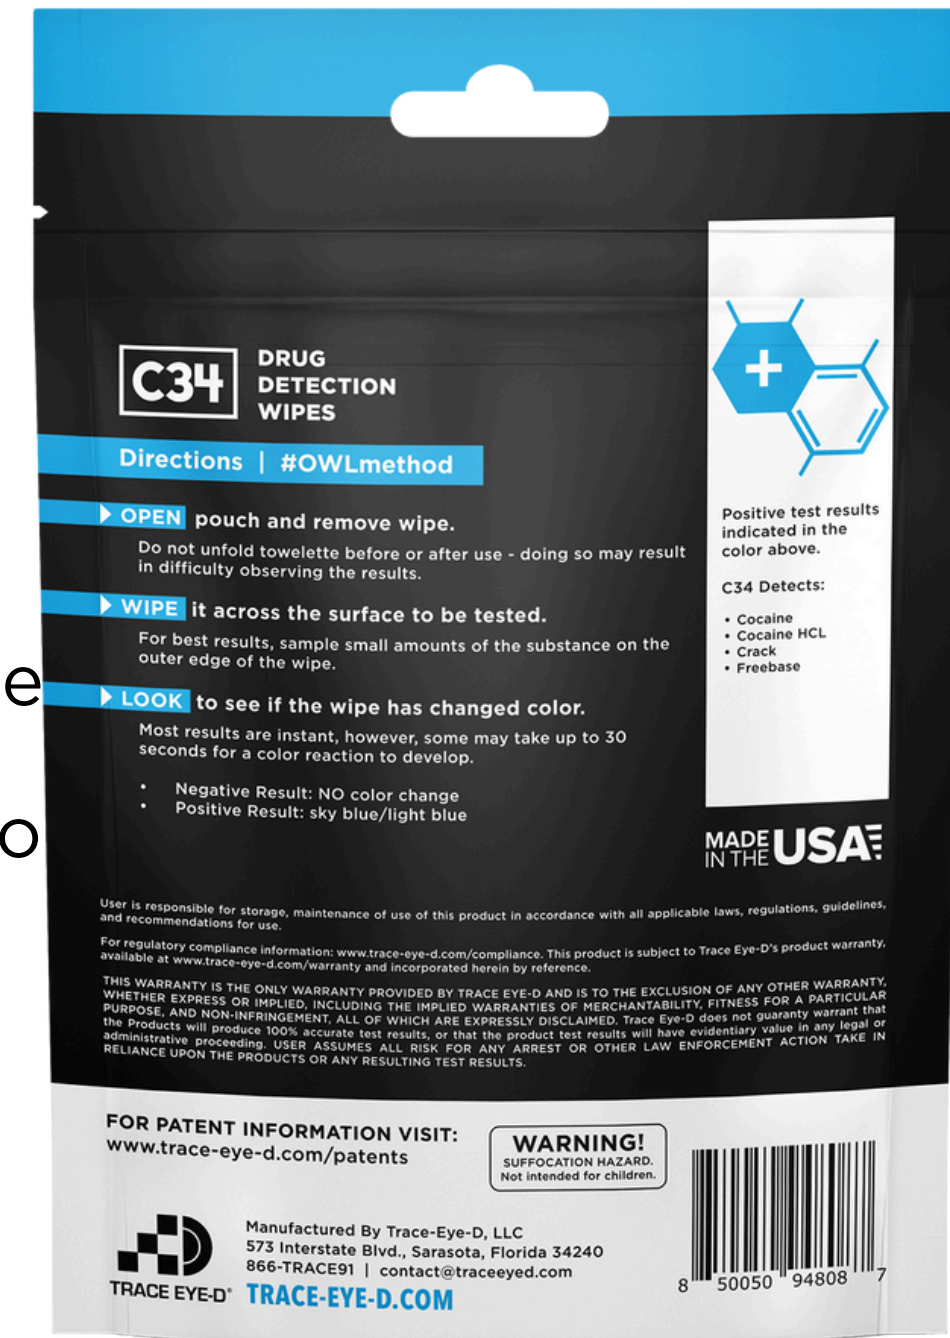 C34
DRUG
DETECTION
WIPES
Directions | #OWLmethod
OPEN pouch and remove wipe.
Do not unfold towelette before or after use - doing so may result
in difficulty observing the results.
WIPE it across the surface to be tested.
For best results, sample small amounts of the substance on the
outer edge of the wipe.
e
LOOK to see if the wipe has changed color.
Most results are instant, however, some may take up to 30
seconds for a color reaction to develop.
• Negative Result: NO color change
• Positive Result: sky blue/light blue
o
+
Positive test results
indicated in the
color above.
C34 Detects:
• Cocaine
• Cocaine HCL
• Crack
• Freebase
MADE
IN THE USA
User is responsible for storage, maintenance of use of this product in accordance with all applicable laws, regulations, guidelines,
and recommendations for use.
For regulatory compliance information: www.trace-eye-d.com/compliance. This product is subject to Trace Eye-D's product warranty,
available at www.trace-eye-d.com/warranty and incorporated herein by reference.
THIS WARRANTY IS THE ONLY WARRANTY PROVIDED BY TRACE EYE-D AND IS TO THE EXCLUSION OF ANY OTHER WARRANTY,
WHETHER EXPRESS OR IMPLIED, INCLUDING THE IMPLIED WARRANTIES OF MERCHANTABILITY, FITNESS FOR A PARTICULAR
PURPOSE, AND NON-INFRINGEMENT, ALL OF WHICH ARE EXPRESSLY DISCLAIMED. Trace Eye-D does not guaranty warrant that
the Products will produce 100% accurate test results, or that the product test results will have evidentiary value in any legal or
administrative proceeding. USER ASSUMES ALL RISK FOR ANY ARREST OR OTHER LAW ENFORCEMENT ACTION TAKE IN
RELIANCE UPON THE PRODUCTS OR ANY RESULTING TEST RESULTS.
FOR PATENT INFORMATION VISIT:
www.trace-eye-d.com/patents
WARNING!
SUFFOCATION HAZARD.
Not intended for children.
TRACE EYE-D®
Manufactured By Trace-Eye-D, LLC
573 Interstate Blvd., Sarasota, Florida 34240
866-TRACE91 | contact@traceeyed.com
TRACE-EYE-D.COM
8 50050 94808 7